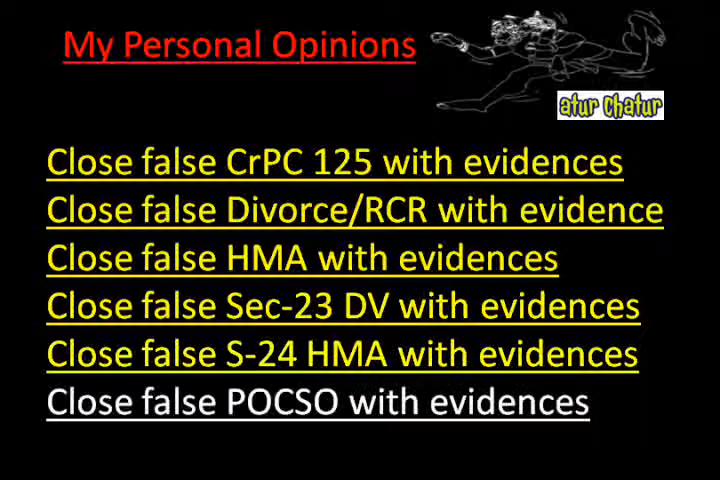 My Personal Opinions
atur Chatur
Close false CrPC 125 with evidences
Close false Divorce/RCR with evidence
Close false HMA with evidences
Close false Sec-23 DV with evidences
Close false S-24 HMA with evidences
Close false POCSO with evidences